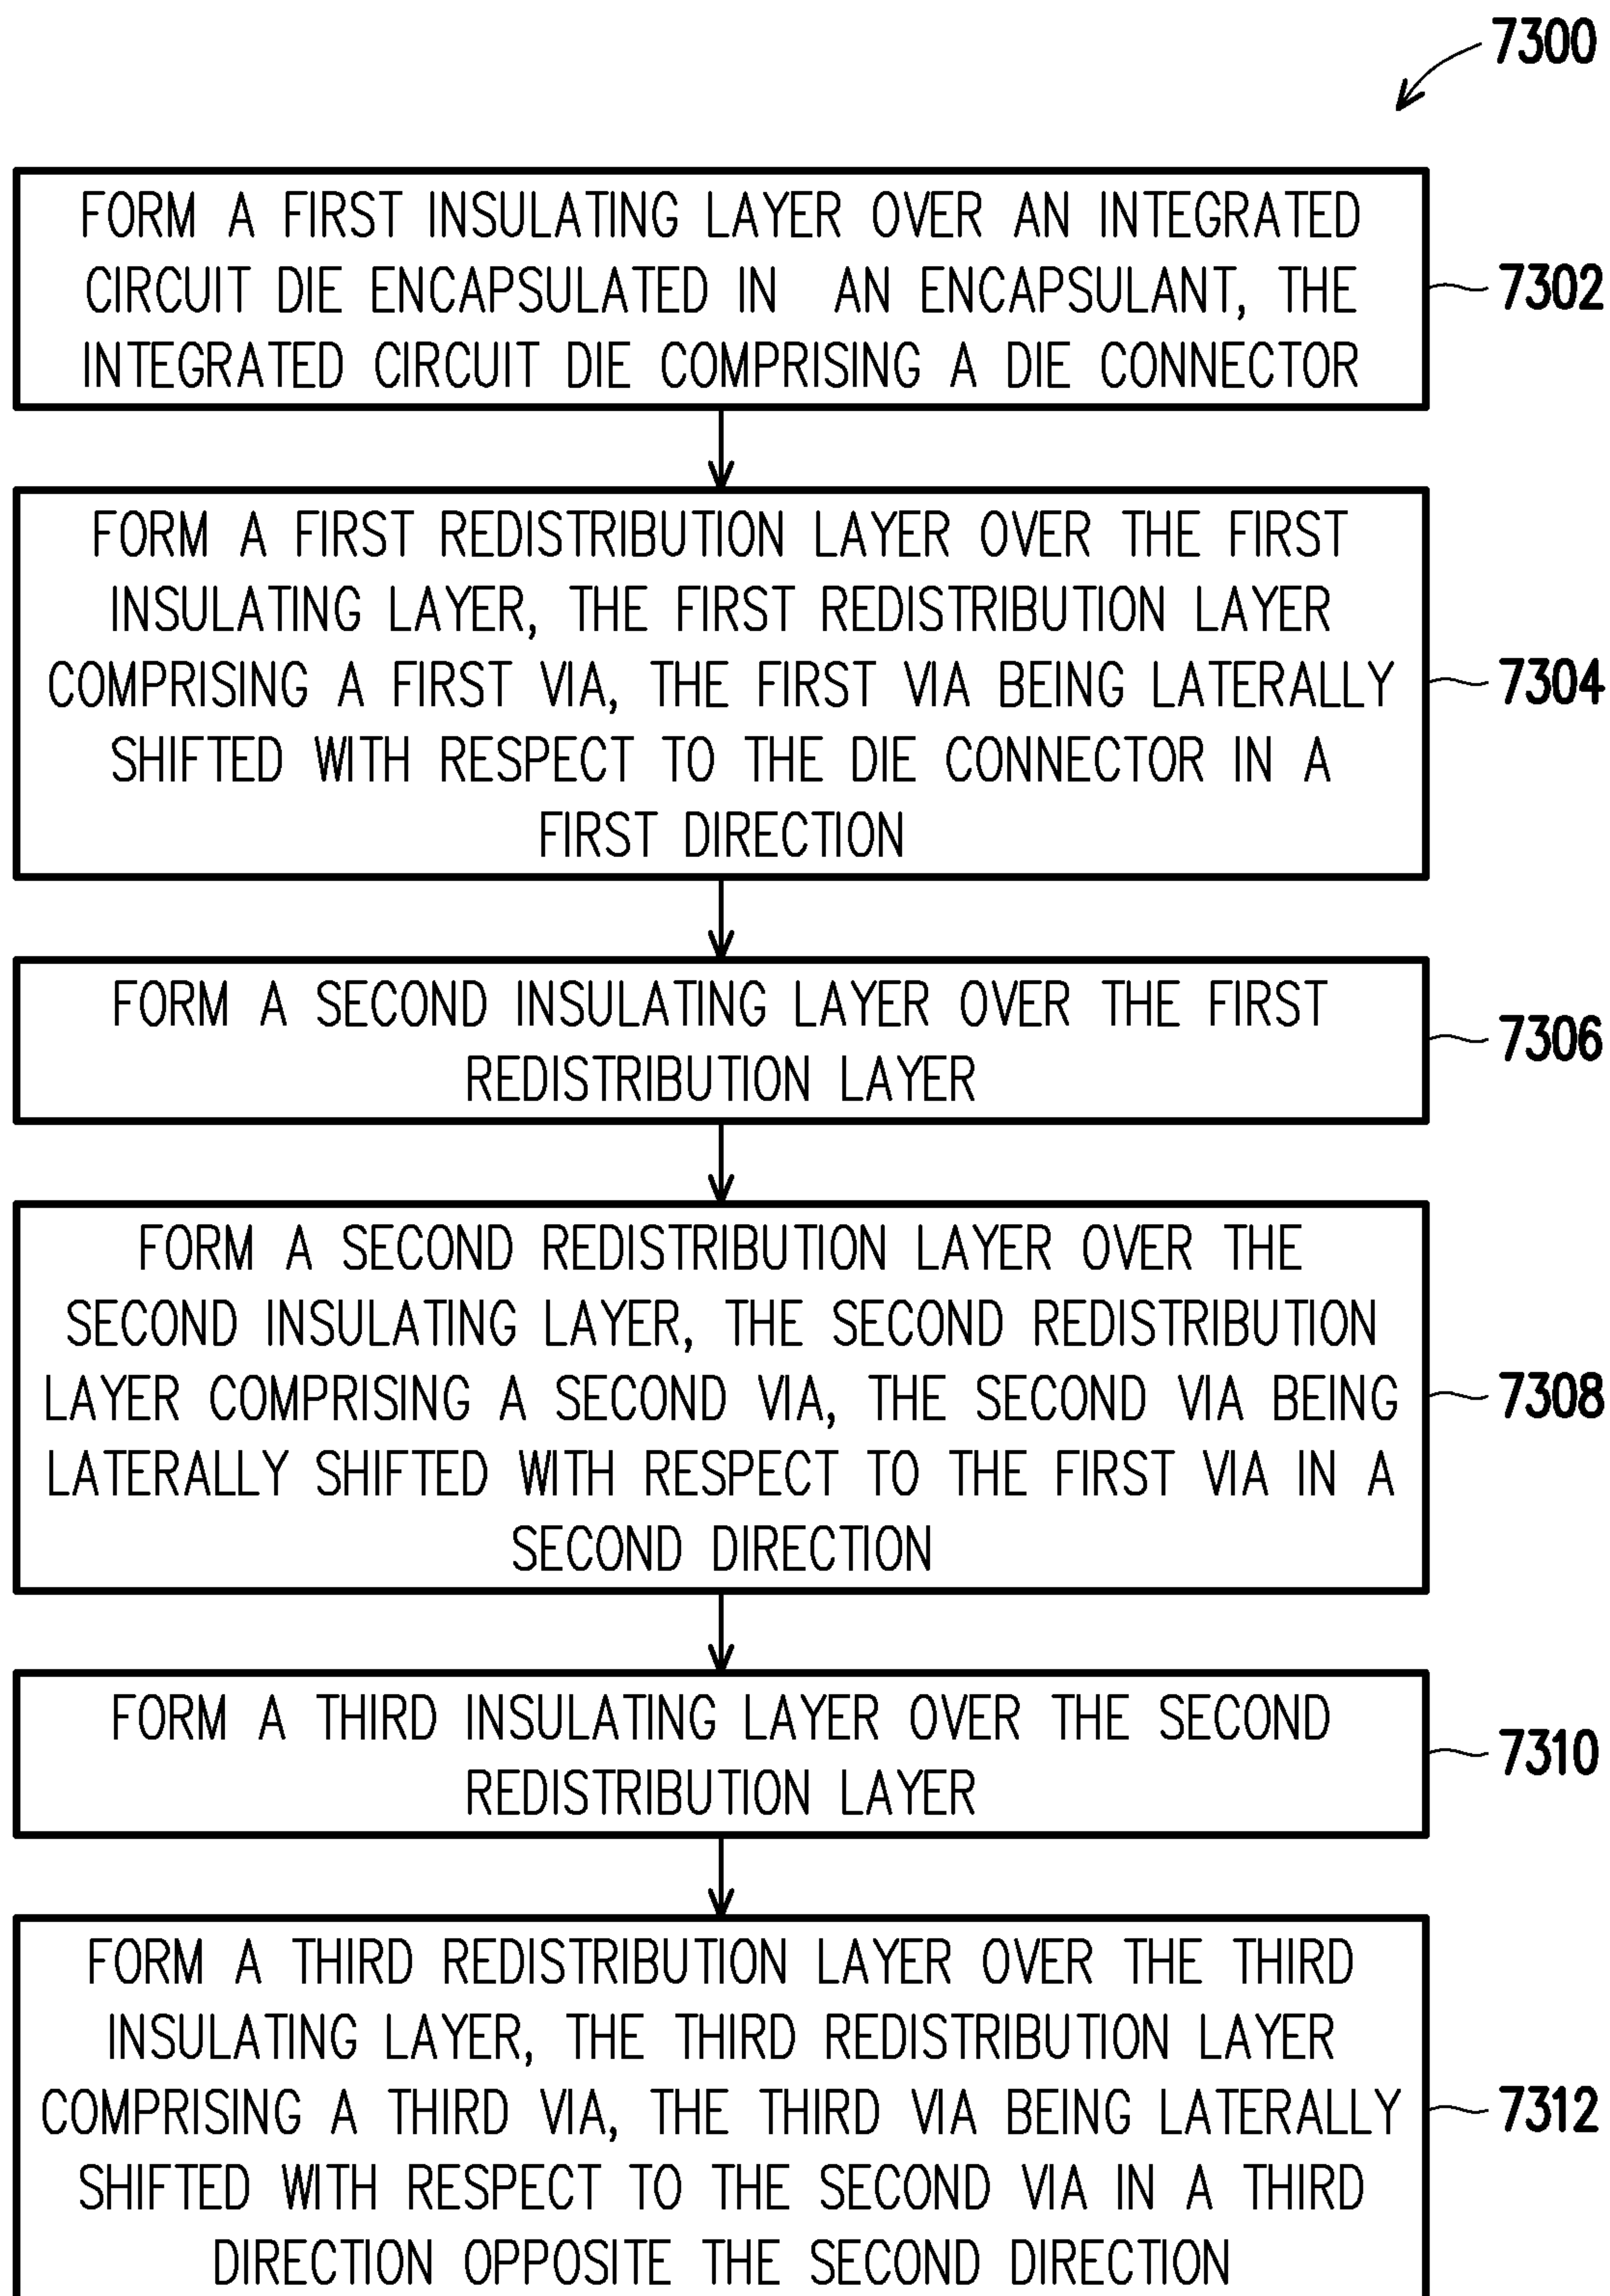 7300
FORM A FIRST INSULATING LAYER OVER AN INTEGRATED
CIRCUIT DIE ENCAPSULATED IN AN ENCAPSULANT, THE
INTEGRATED CIRCUIT DIE COMPRISING A DIE CONNECTOR
7302
FORM A FIRST REDISTRIBUTION LAYER OVER THE FIRST
INSULATING LAYER, THE FIRST REDISTRIBUTION LAYER
COMPRISING A FIRST VIA, THE FIRST VIA BEING LATERALLY
SHIFTED WITH RESPECT TO THE DIE CONNECTOR IN A
FIRST DIRECTION
7304
FORM A SECOND INSULATING LAYER OVER THE FIRST
REDISTRIBUTION LAYER
7306
FORM A SECOND REDISTRIBUTION LAYER OVER THE
SECOND INSULATING LAYER, THE SECOND REDISTRIBUTION
LAYER COMPRISING A SECOND VIA, THE SECOND VIA BEING
LATERALLY SHIFTED WITH RESPECT TO THE FIRST VIA IN A
SECOND DIRECTION
7308
FORM A THIRD INSULATING LAYER OVER THE SECOND
REDISTRIBUTION LAYER
7310
FORM A THIRD REDISTRIBUTION LAYER OVER THE THIRD
INSULATING LAYER, THE THIRD REDISTRIBUTION LAYER
COMPRISING A THIRD VIA, THE THIRD VIA BEING LATERALLY
SHIFTED WITH RESPECT TO THE SECOND VIA IN A THIRD
DIRECTION OPPOSITE THE SECOND DIRECTION
7312